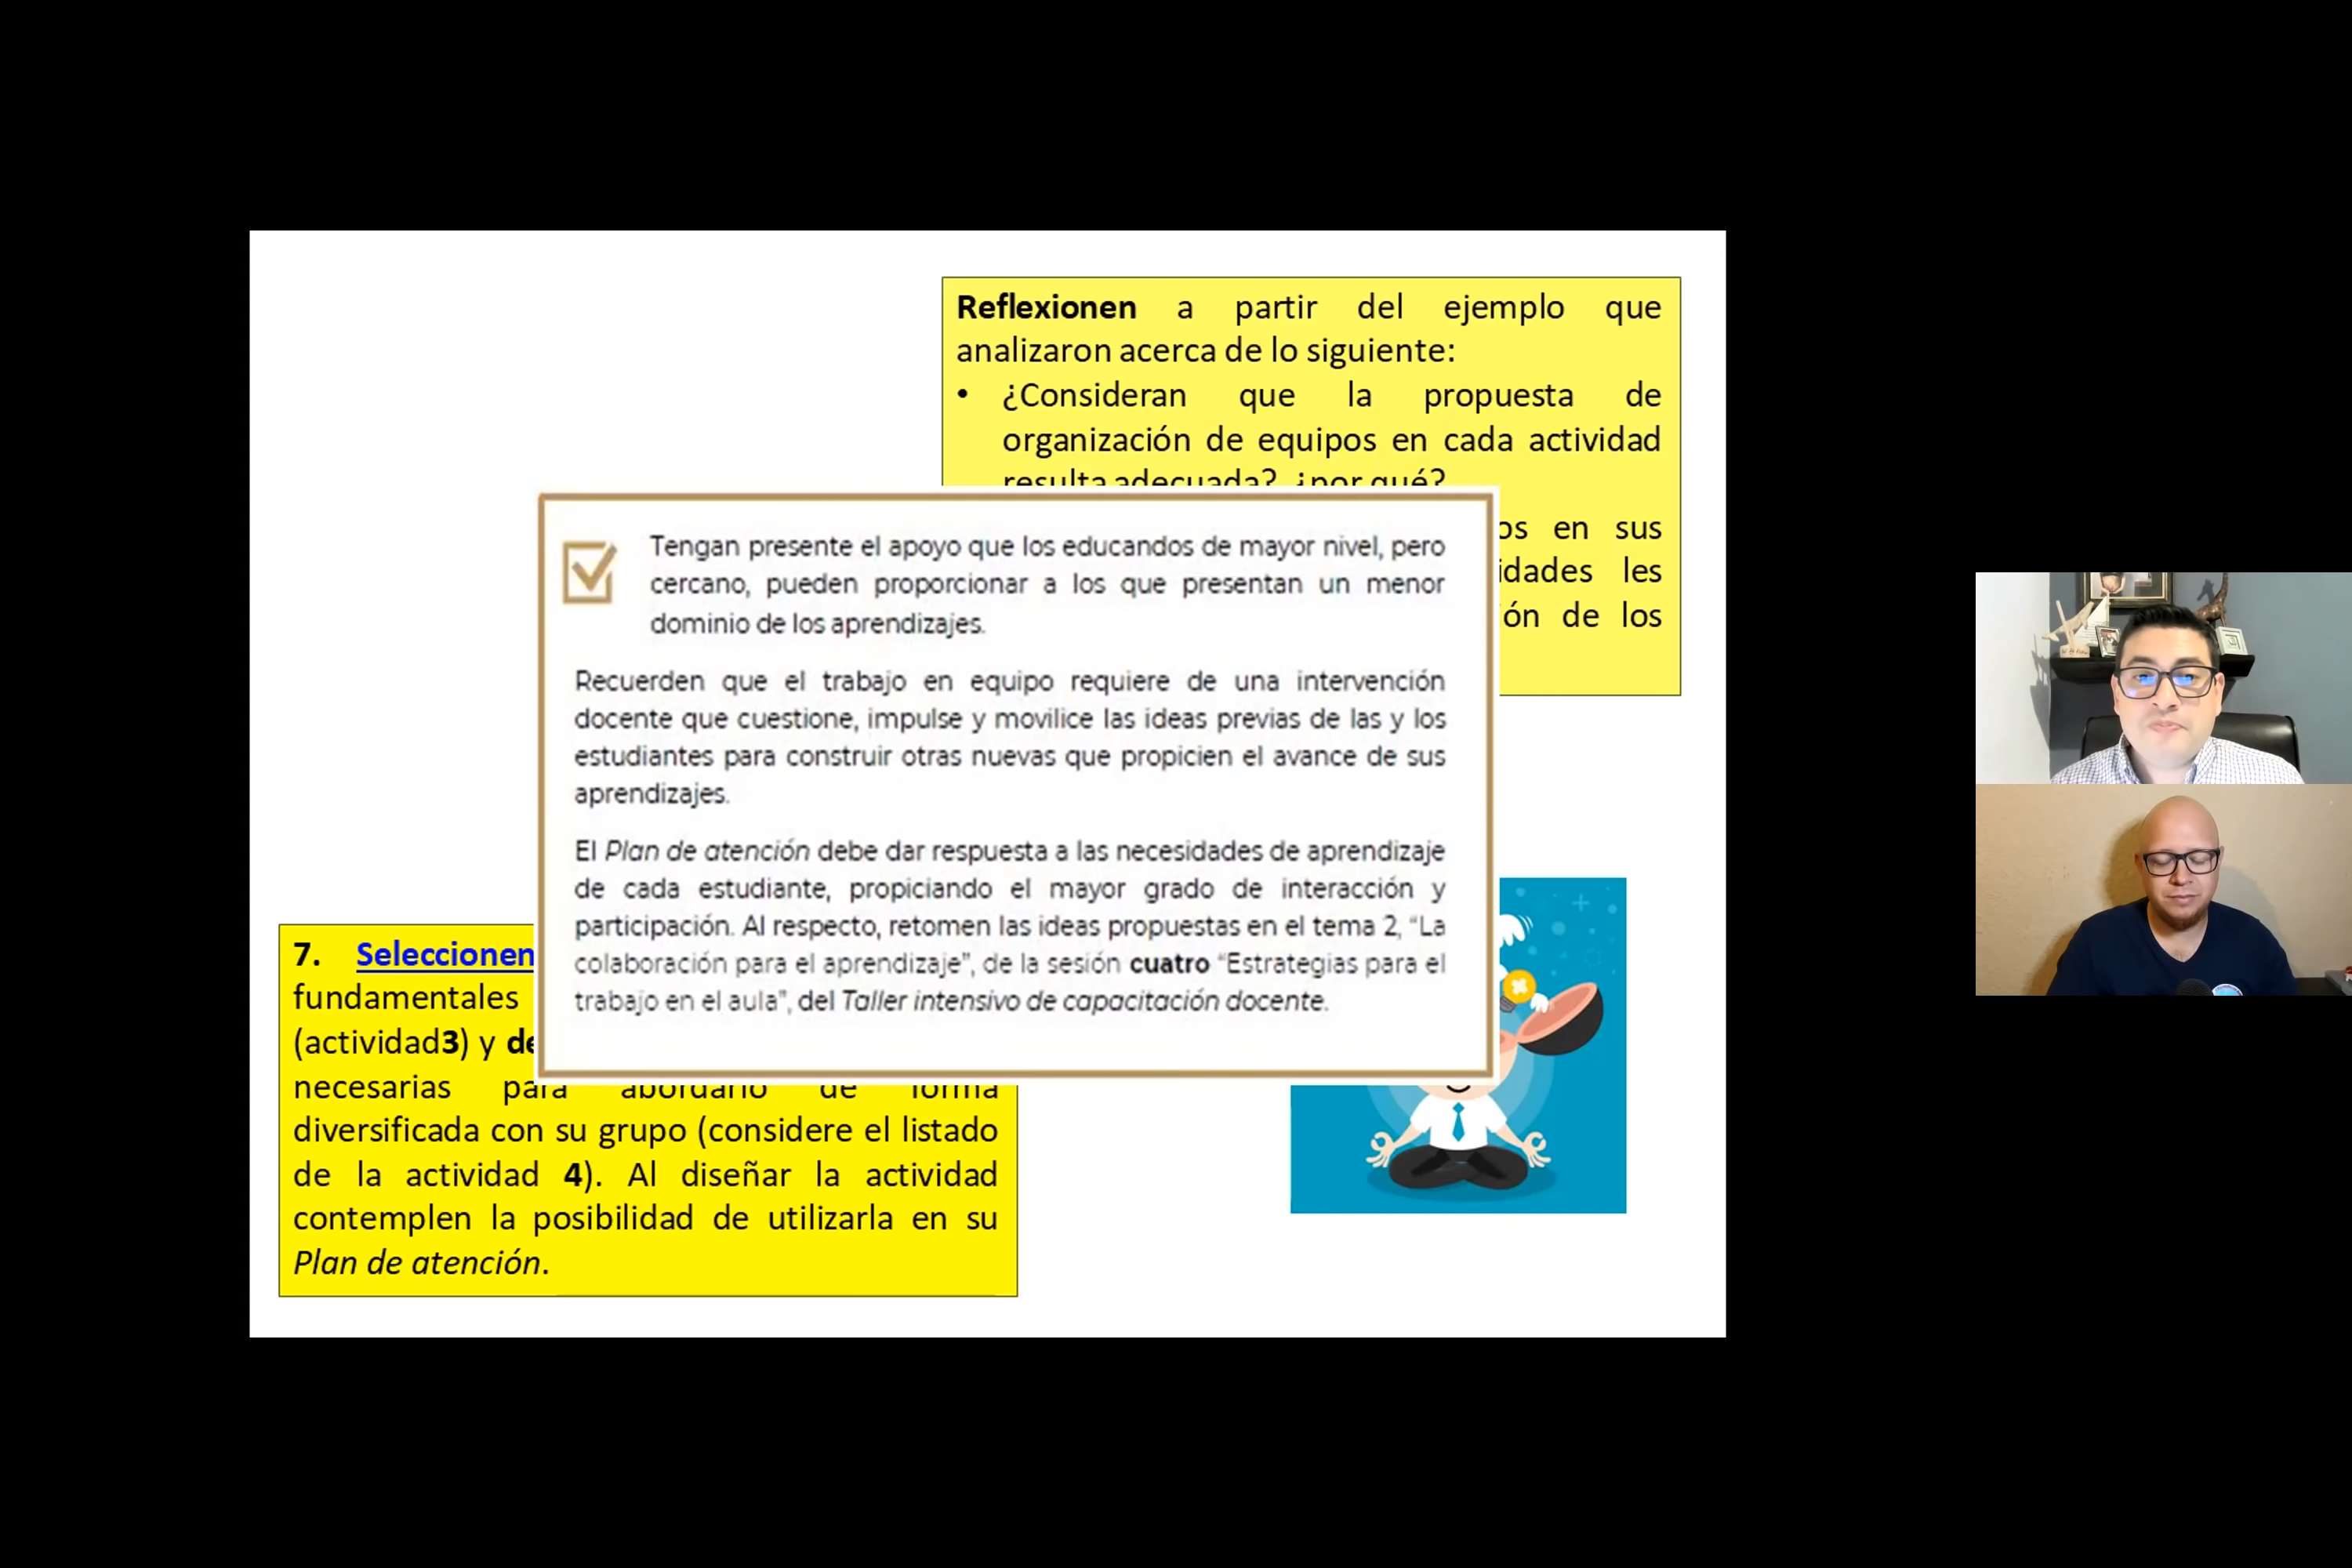 Reflexionen a partir del ejemplo que
analizaron acerca de lo siguiente:
• ¿Consideran que la propuesta de
organización de equipos en cada actividad
resulta adecuada? ¿por qué?
os en sus
idades les
ón de los
Tengan presente el apoyo que los educandos de mayor nivel, pero
cercano, pueden proporcionar a los que presentan un menor
dominio de los aprendizajes.
Recuerden que el trabajo en equipo requiere de una intervención
docente que cuestione, impulse y movilice las ideas previas de las y los
estudiantes para construir otras nuevas que propicien el avance de sus
aprendizajes.
El Plan de atención debe dar respuesta a las necesidades de aprendizaje
de cada estudiante, propiciando el mayor grado de interacción y
participación. Al respecto, retomen las ideas propuestas en el tema 2, “La
colaboración para el aprendizaje”, de la sesión cuatro “Estrategias para el
trabajo en el aula”, del Taller intensivo de capacitación docente.
7. Seleccionen
fundamentales
(actividad3) y de
necesarias para abordarlo de forma
diversificada con su grupo (considere el listado
de la actividad 4). Al diseñar la actividad
contemplen la posibilidad de utilizarla en su
Plan de atención.